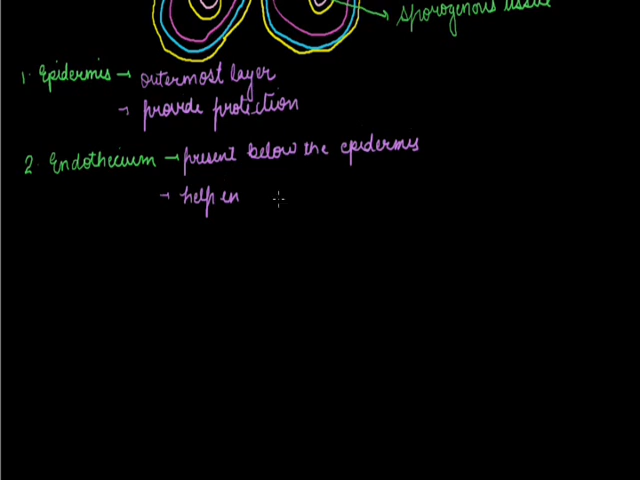 sporogenous tissue
1. Epidermis → outermost layer
→ provide protection
2. Endothecium → present below the epidermis
→ help in